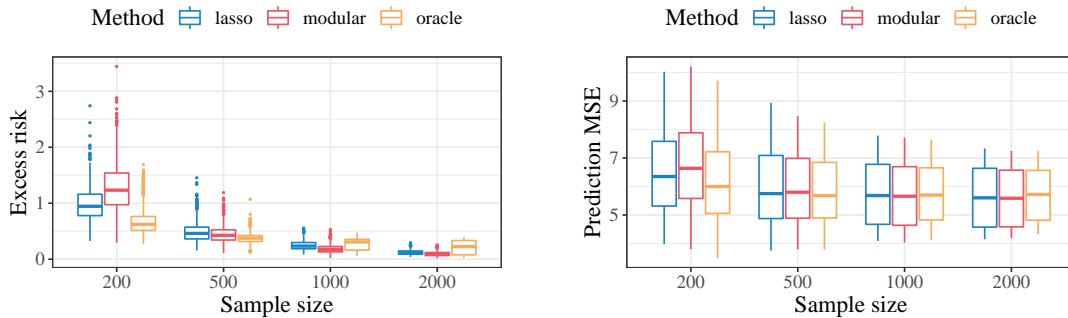 Method lasso modular oracle
Excess risk
3
2
1
0
200 500 1000 2000
Sample size
Method lasso modular oracle
Prediction MSE
9
7
5
200 500 1000 2000
Sample size